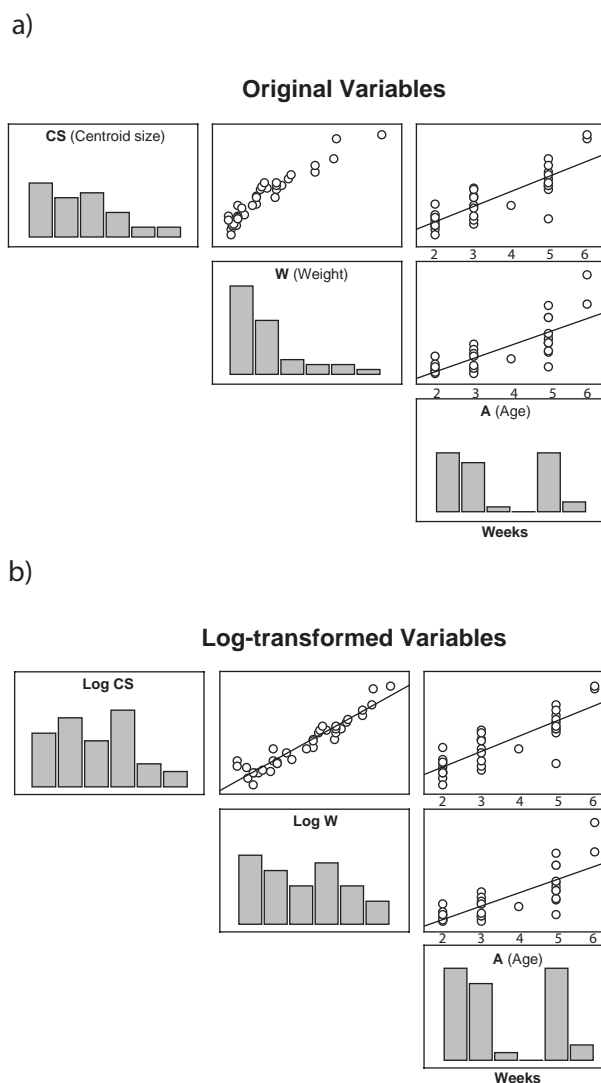 a)
Original Variables
CS (Centroid size)
2 3 4 5 6
W (Weight)
2 3 4 5 6
A (Age)
Weeks
b)
Log-transformed Variables
Log CS
2 3 4 5 6
Log W
2 3 4 5 6
A (Age)
Weeks